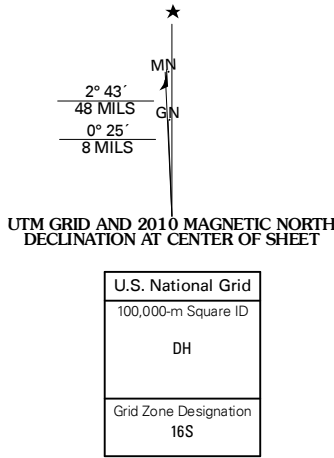 MN
2° 43´
48 MILS
GN
0° 25´
8 MILS
UTM GRID AND 2010 MAGNETIC NORTH
DECLINATION AT CENTER OF SHEET
U.S. National Grid
100,000-m Square ID
DH
Grid Zone Designation
16S